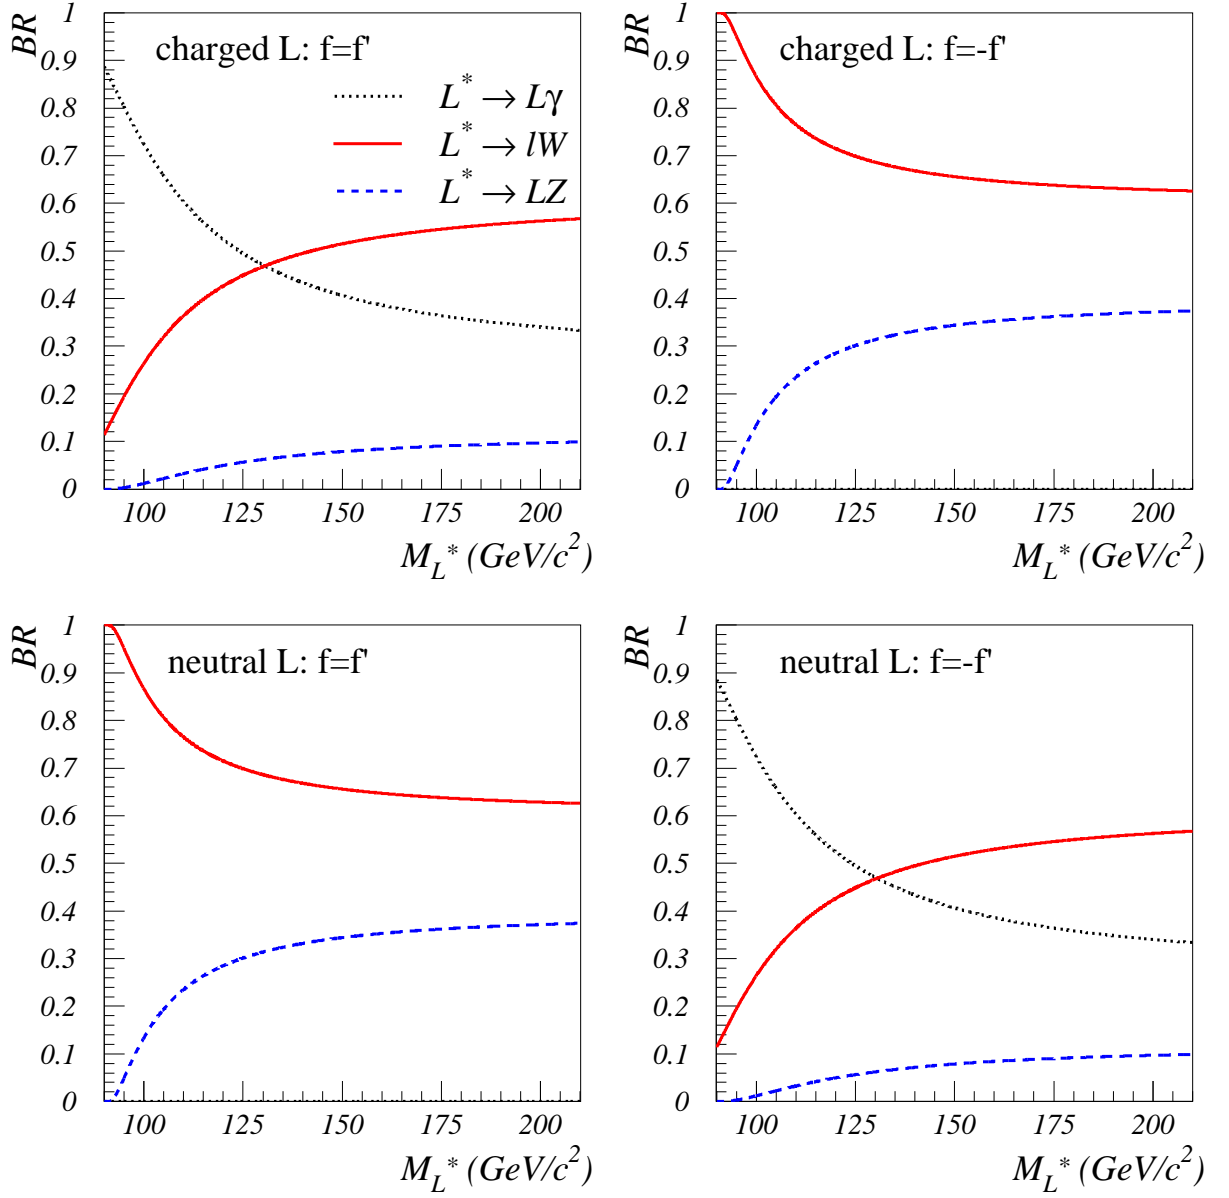 BR
charged L: f=f'
L* → Lγ
L* → lW
L* → LZ
1
0.9
0.8
0.7
0.6
0.5
0.4
0.3
0.2
0.1
0
100 125 150 175 200
M_L* (GeV/c²)
BR
charged L: f=-f'
1
0.9
0.8
0.7
0.6
0.5
0.4
0.3
0.2
0.1
0
100 125 150 175 200
M_L* (GeV/c²)
BR
neutral L: f=f'
1
0.9
0.8
0.7
0.6
0.5
0.4
0.3
0.2
0.1
0
100 125 150 175 200
M_L* (GeV/c²)
BR
neutral L: f=-f'
1
0.9
0.8
0.7
0.6
0.5
0.4
0.3
0.2
0.1
0
100 125 150 175 200
M_L* (GeV/c²)